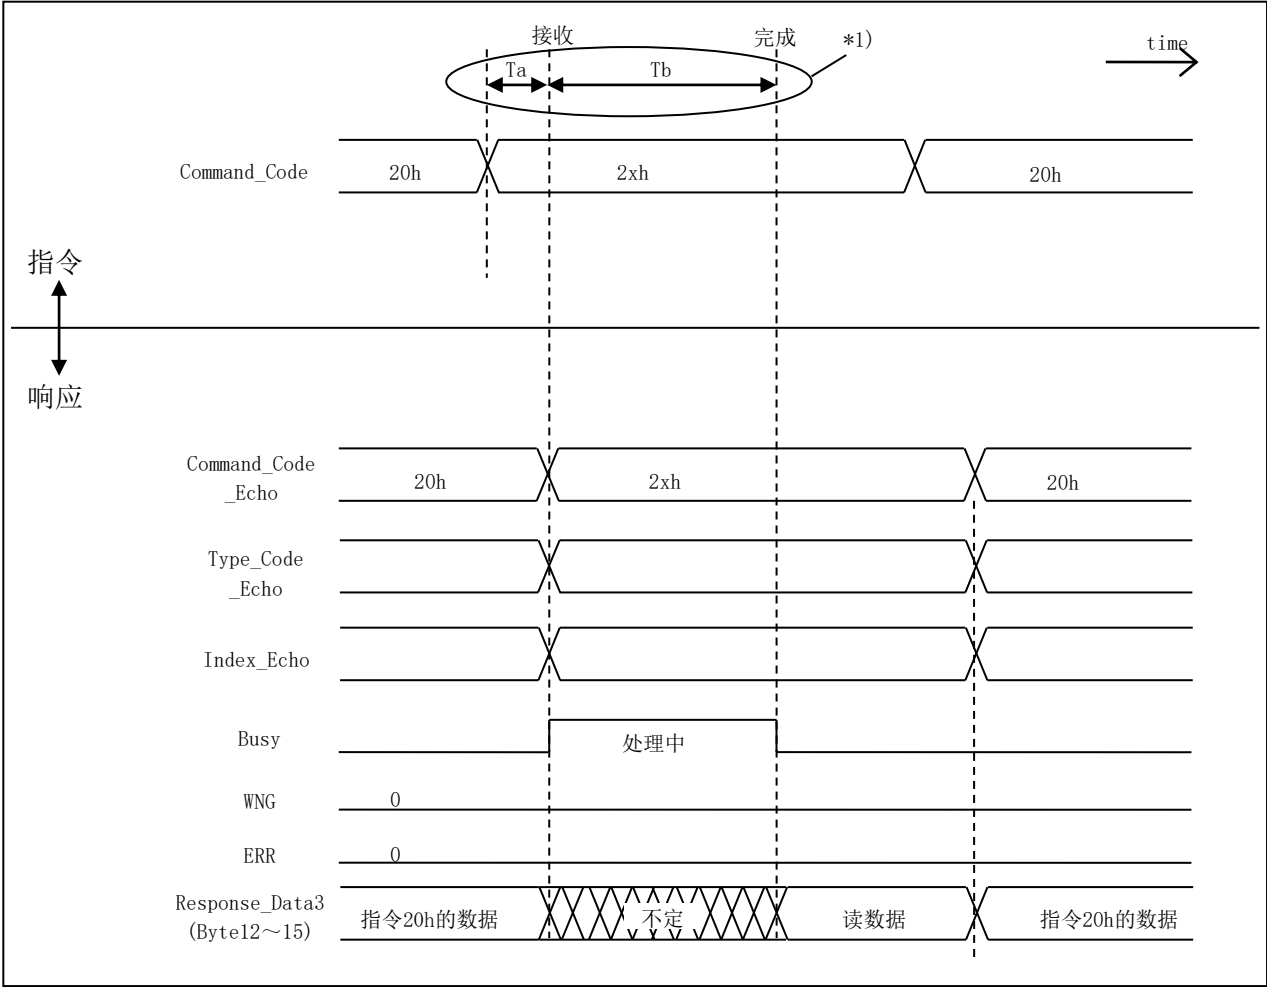 接收
完成
*1)
time
Ta
Tb
Command_Code
20h
2xh
20h
指令
响应
Command_Code
_Echo
20h
2xh
20h
Type_Code
_Echo
Index_Echo
Busy
处理中
WNG
0
ERR
0
Response_Data3
(Byte12～15)
指令20h的数据
不定
读数据
指令20h的数据